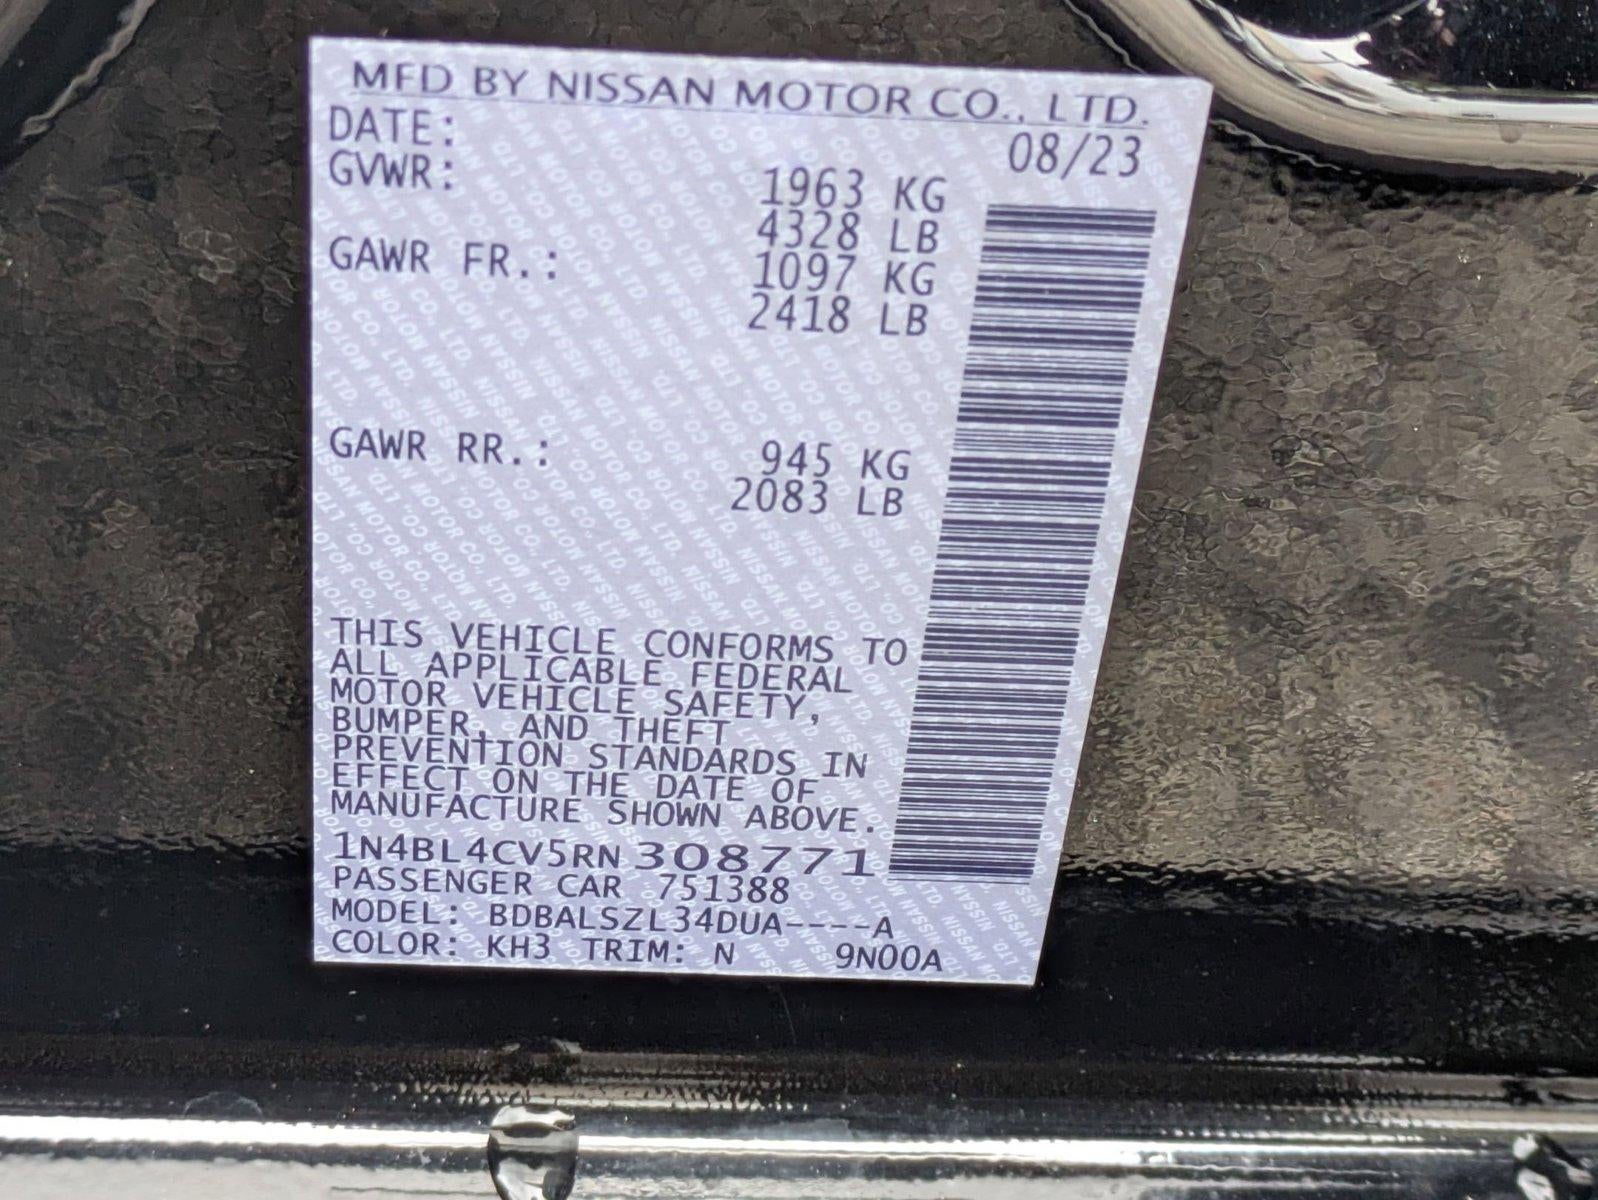 MFD BY NISSAN MOTOR CO., LTD.
DATE: 08/23
GVWR: 1963 KG
4328 LB
GAWR FR.: 1097 KG
2418 LB
GAWR RR.: 945 KG
2083 LB
THIS VEHICLE CONFORMS TO
ALL APPLICABLE FEDERAL
MOTOR VEHICLE SAFETY,
BUMPER, AND THEFT
PREVENTION STANDARDS IN
EFFECT ON THE DATE OF
MANUFACTURE SHOWN ABOVE.
1N4BL4CV5RN308771
PASSENGER CAR 751388
MODEL: BDBALSZL34DUA----A
COLOR: KH3 TRIM: N 9N00A